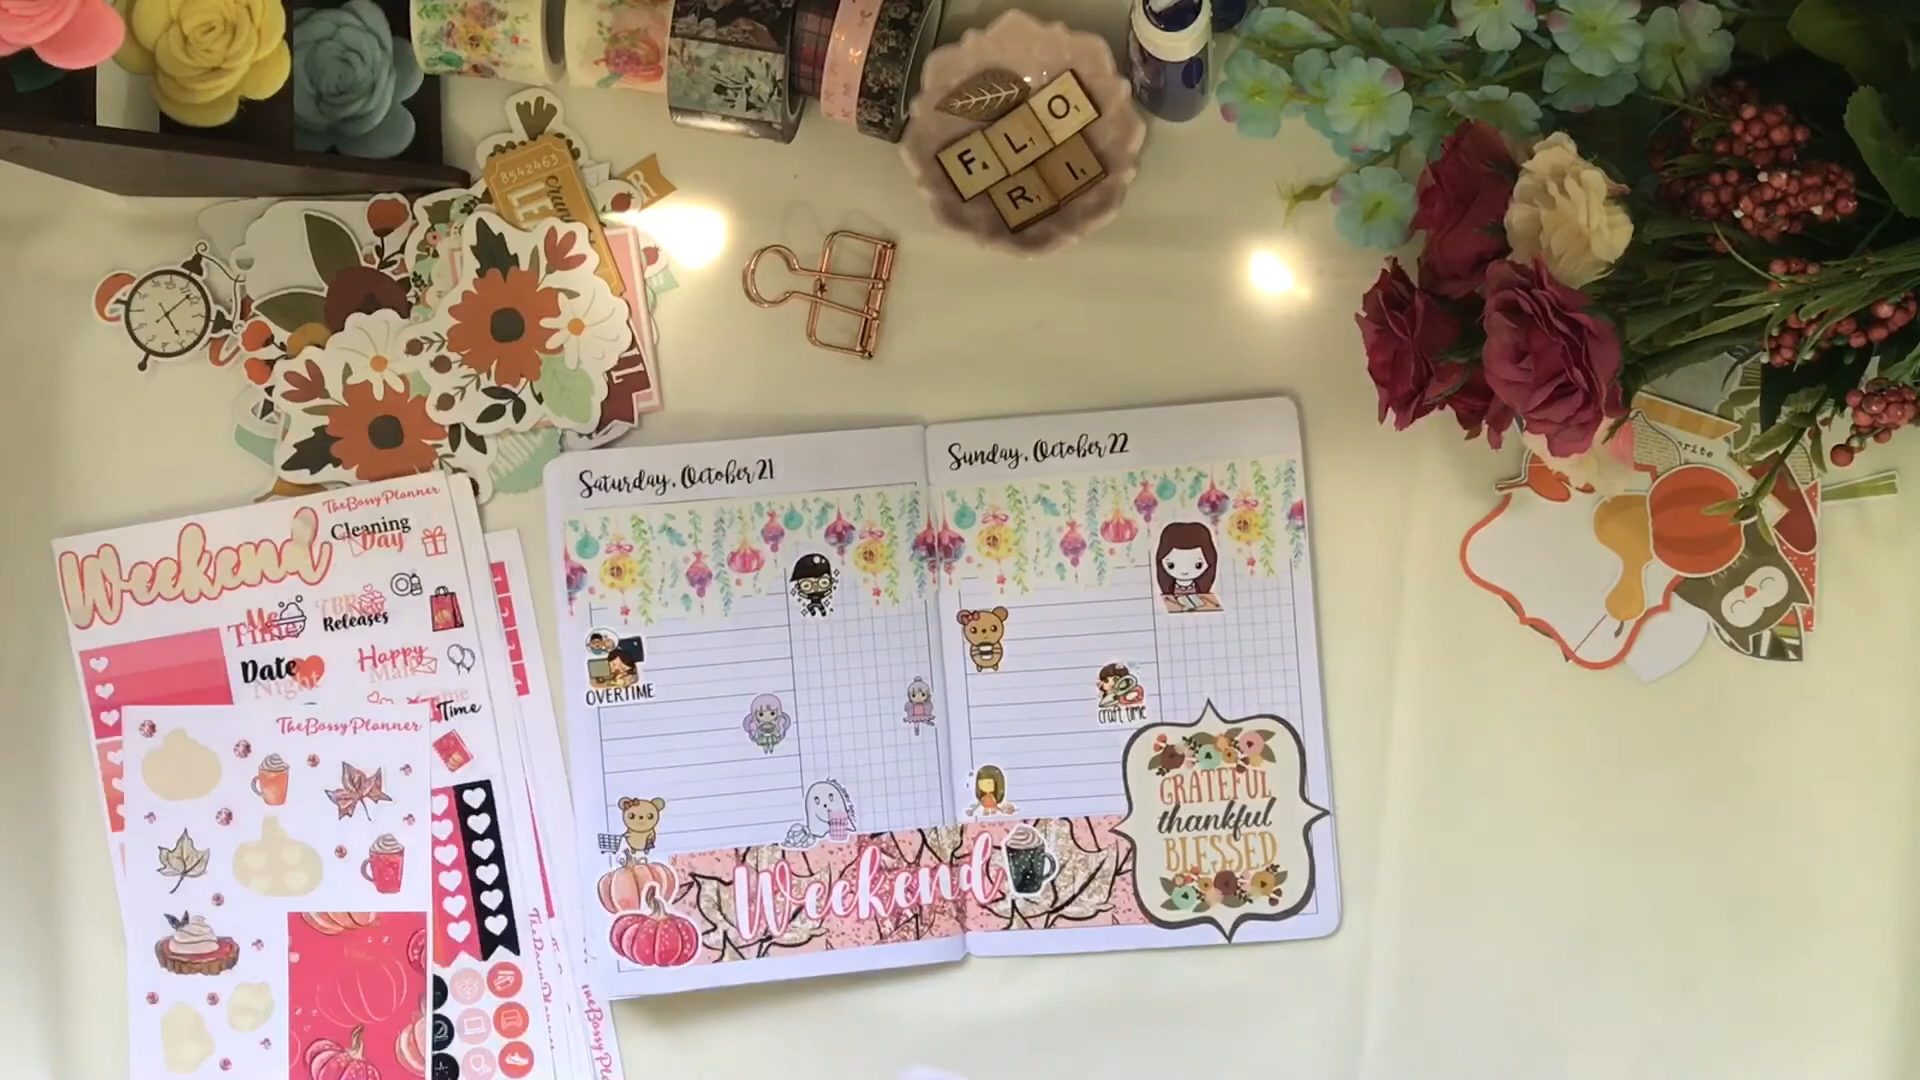 8542463
F L O
R I
Saturday, October 21
Sunday, October 22
OVERTIME
craft time
GRATEFUL
thankful
BLESSED
Weekend
TheBossyPlanner
Weekend
Cleaning
Day
Me
Time
Releases
Date
Night
Happy
Mail
Time
TheBossyPlanner